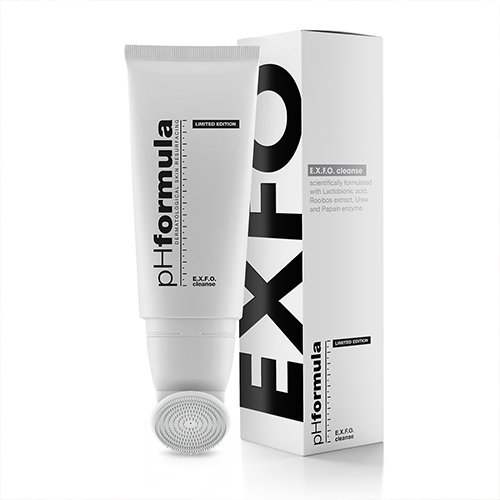 pHformula
DERMATOLOGICAL SKIN RESURFACING
LIMITED EDITION
E.X.F.O.
cleanse
EXFO
E.X.F.O. cleanse
scientifically formulated
with Lactobionic acid,
Rooibos extract, Urea
and Papain enzyme.
pHformula
LIMITED EDITION
E.X.F.O.
cleanse